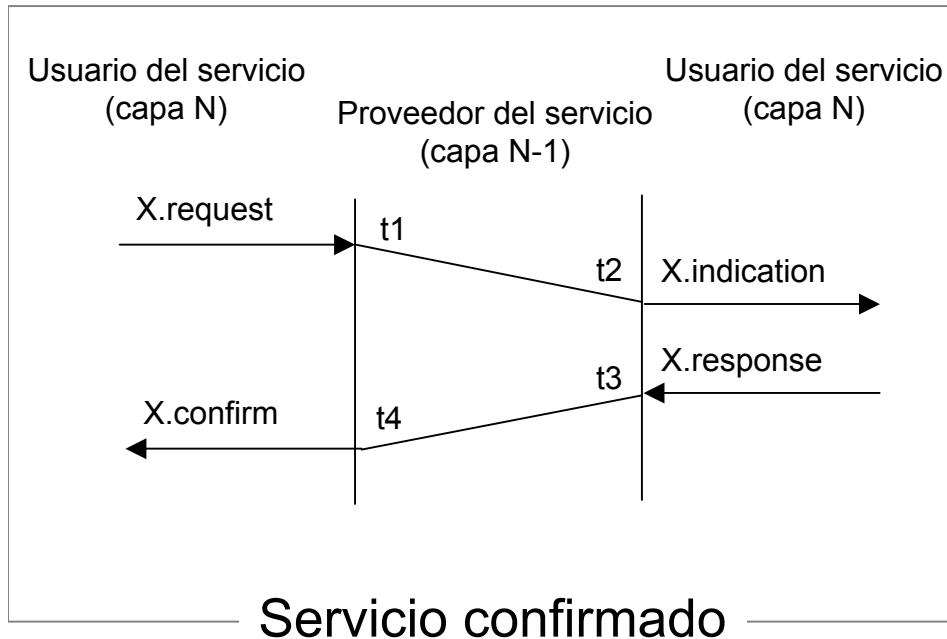 Usuario del servicio
(capa N)
Proveedor del servicio
(capa N-1)
Usuario del servicio
(capa N)
X.request
t1
t2
X.indication
X.response
t3
X.confirm
t4
Servicio confirmado